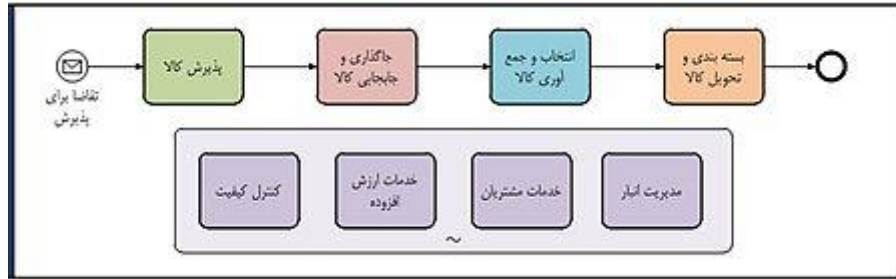 تقاضا برای
پذیرش
پذیرش کالا
جاگذاری و
جابجایی کالا
انتخاب و جمع
آوری کالا
بسته بندی و
تحویل کالا
کنترل کیفیت
خدمات ارزش
افزوده
خدمات مشتریان
مدیریت انبار
~